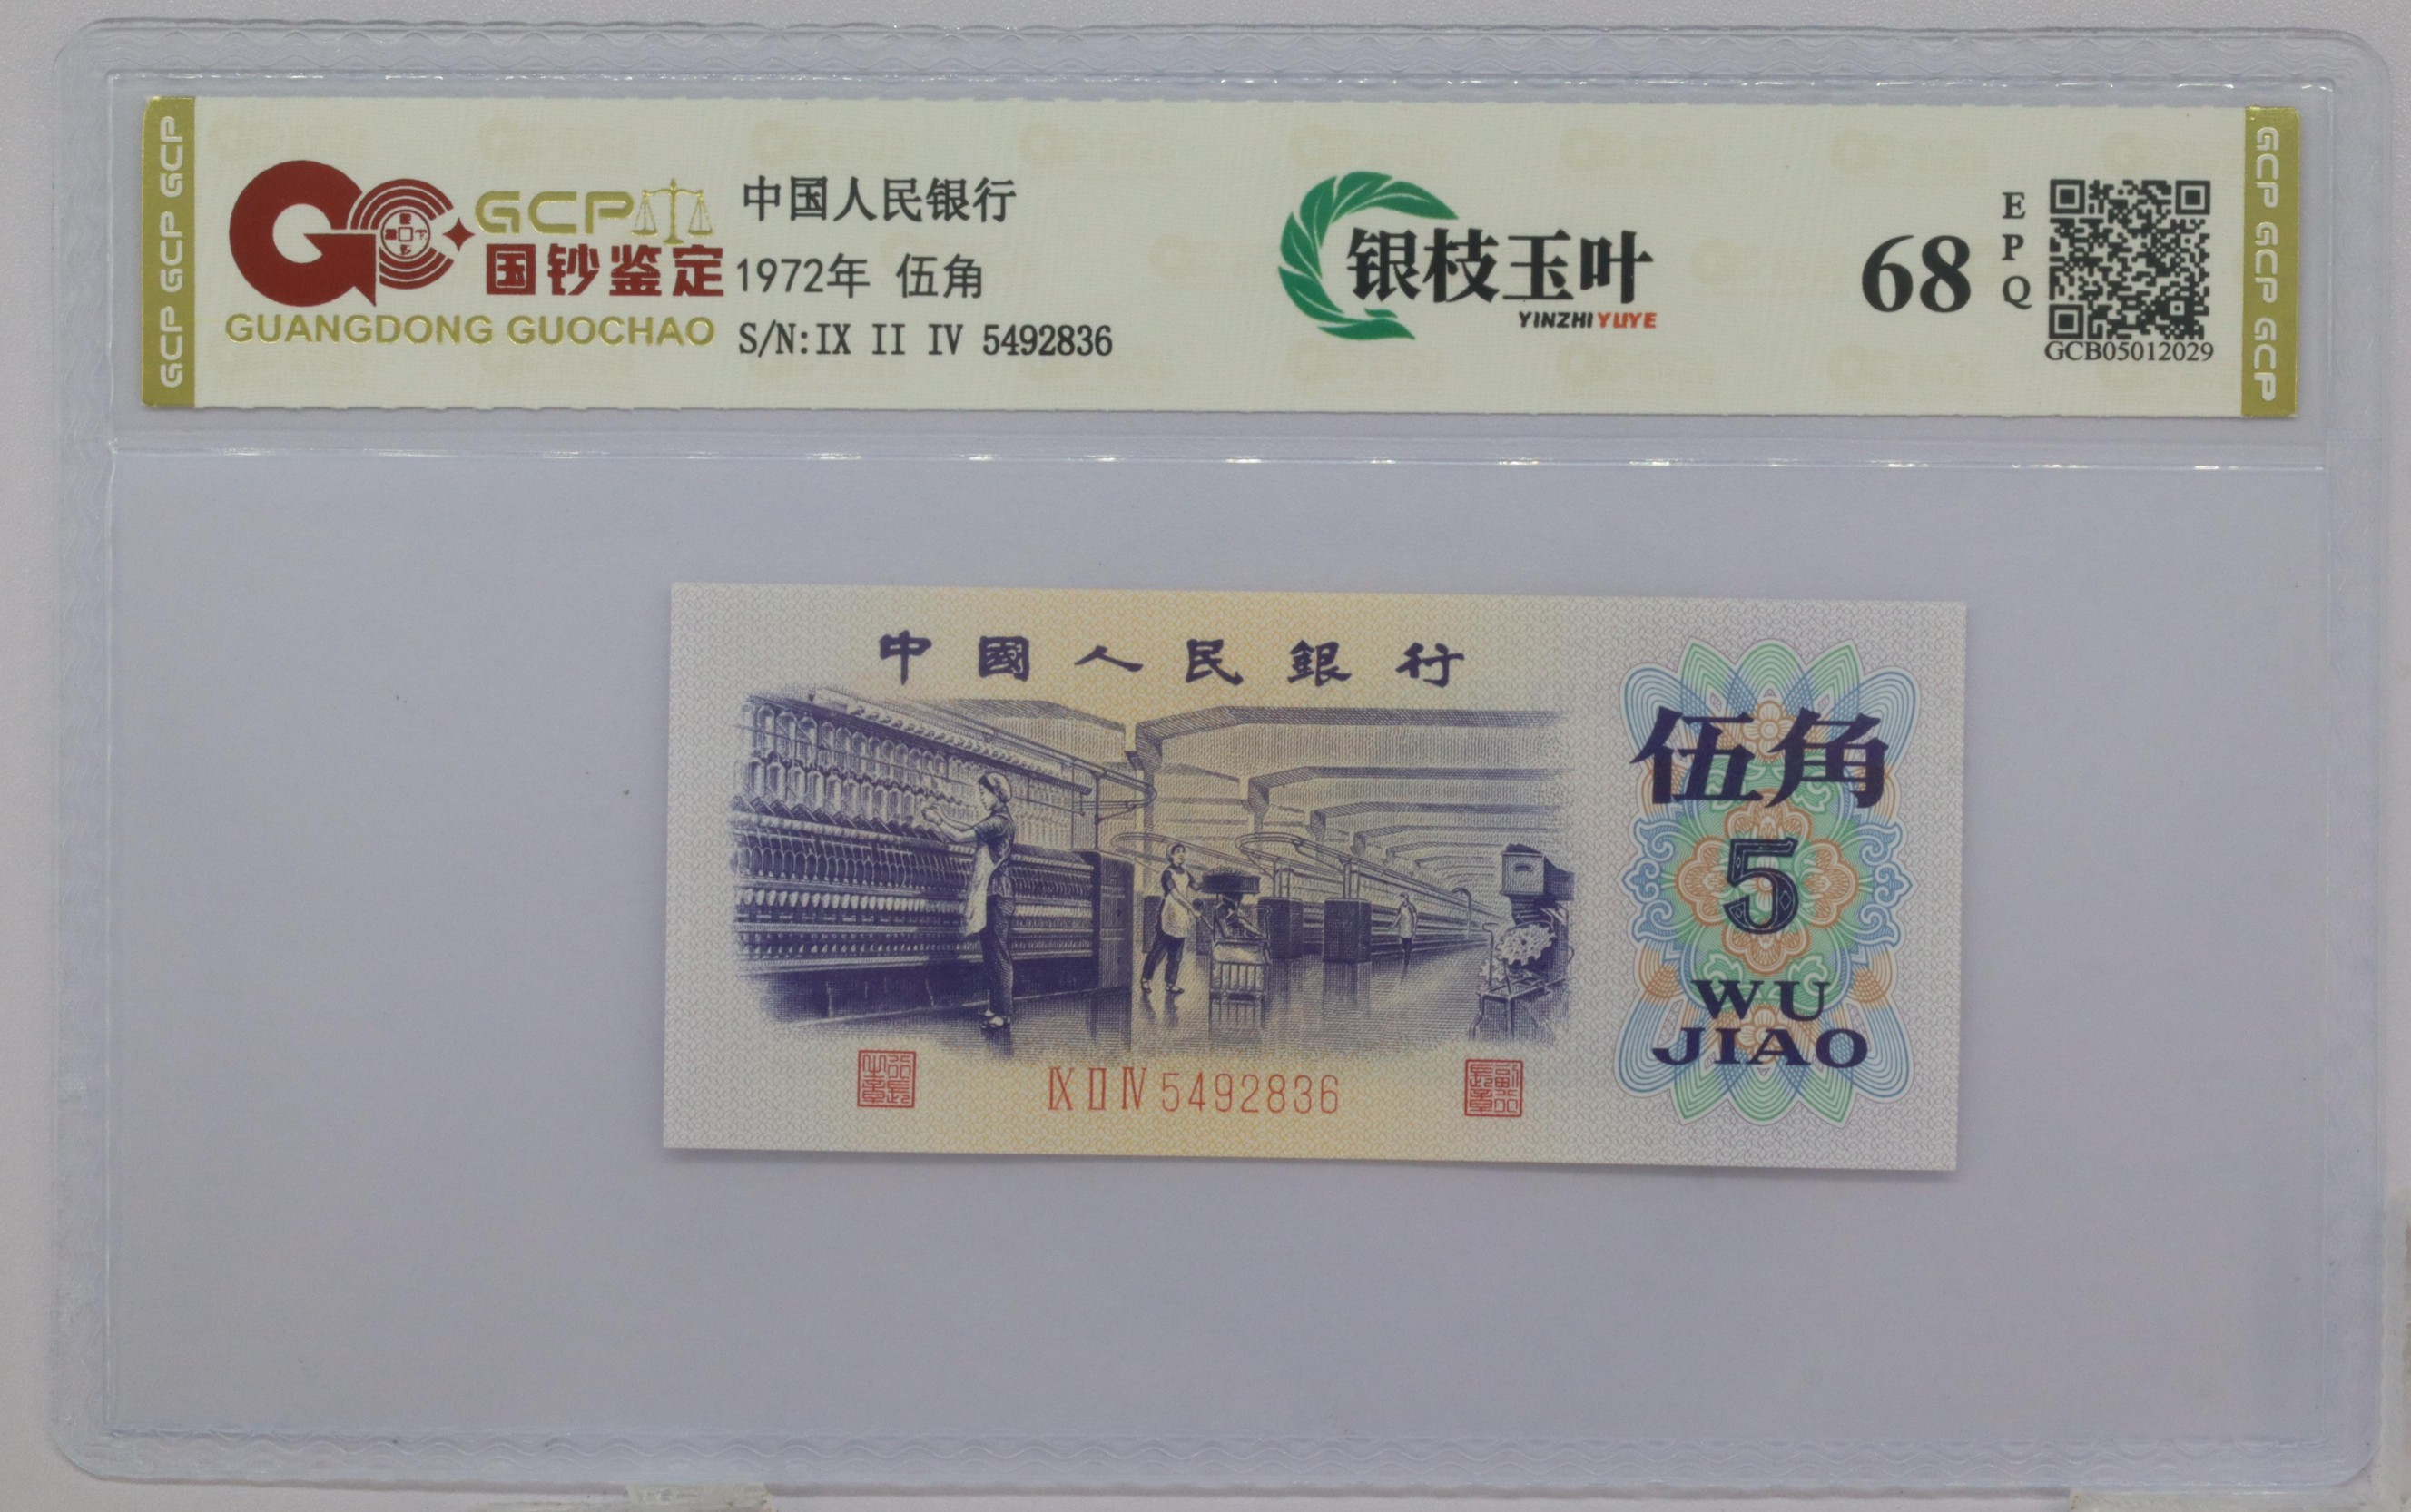 GCP GCP GCP
GCP
国钞鉴定
GUANGDONG GUOCHAO
中国人民银行
1972年 伍角
S/N:IX II IV 5492836
银枝玉叶
YINZHI YUYE
68
EPQ
GCB05012029
GCP GCP GCP
中國人民銀行
伍角
5
WU
JIAO
IX II IV 5492836